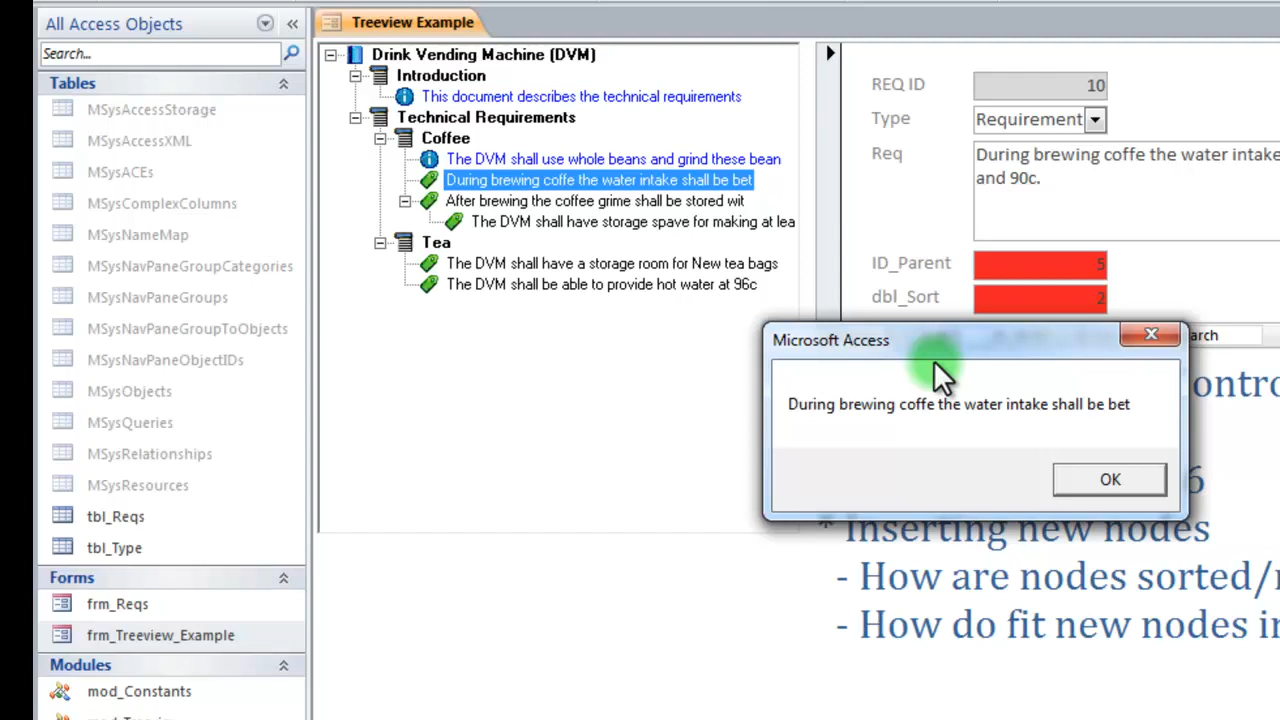 All Access Objects
Search...
Tables
MSysAccessStorage
MSysAccessXML
MSysACEs
MSysComplexColumns
MSysNameMap
MSysNavPaneGroupCategories
MSysNavPaneGroups
MSysNavPaneGroupToObjects
MSysNavPaneObjectIDs
MSysObjects
MSysQueries
MSysRelationships
MSysResources
tbl_Reqs
tbl_Type
Forms
frm_Reqs
frm_Treeview_Example
Modules
mod_Constants
Treeview Example
Drink Vending Machine (DVM)
Introduction
This document describes the technical requirements
Technical Requirements
Coffee
The DVM shall use whole beans and grind these bean
During brewing coffe the water intake shall be bet
After brewing the coffee grime shall be stored wit
The DVM shall have storage spave for making at lea
Tea
The DVM shall have a storage room for New tea bags
The DVM shall be able to provide hot water at 96c
REQ ID 10
Type Requirement
Req During brewing coffe the water intake
and 90c.
ID_Parent 5
dbl_Sort 2
arch
Microsoft Access
During brewing coffe the water intake shall be bet
OK
ontro
6
* Inserting new nodes
- How are nodes sorted/
- How do fit new nodes in